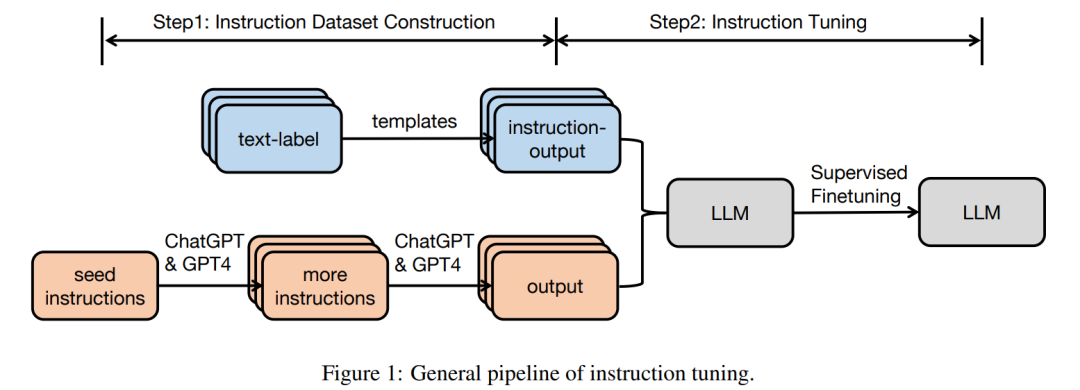 Step1: Instruction Dataset Construction
Step2: Instruction Tuning
text-label
templates
instruction-
output
Supervised
Finetuning
LLM
LLM
seed
instructions
ChatGPT
& GPT4
more
instructions
ChatGPT
& GPT4
output
Figure 1: General pipeline of instruction tuning.